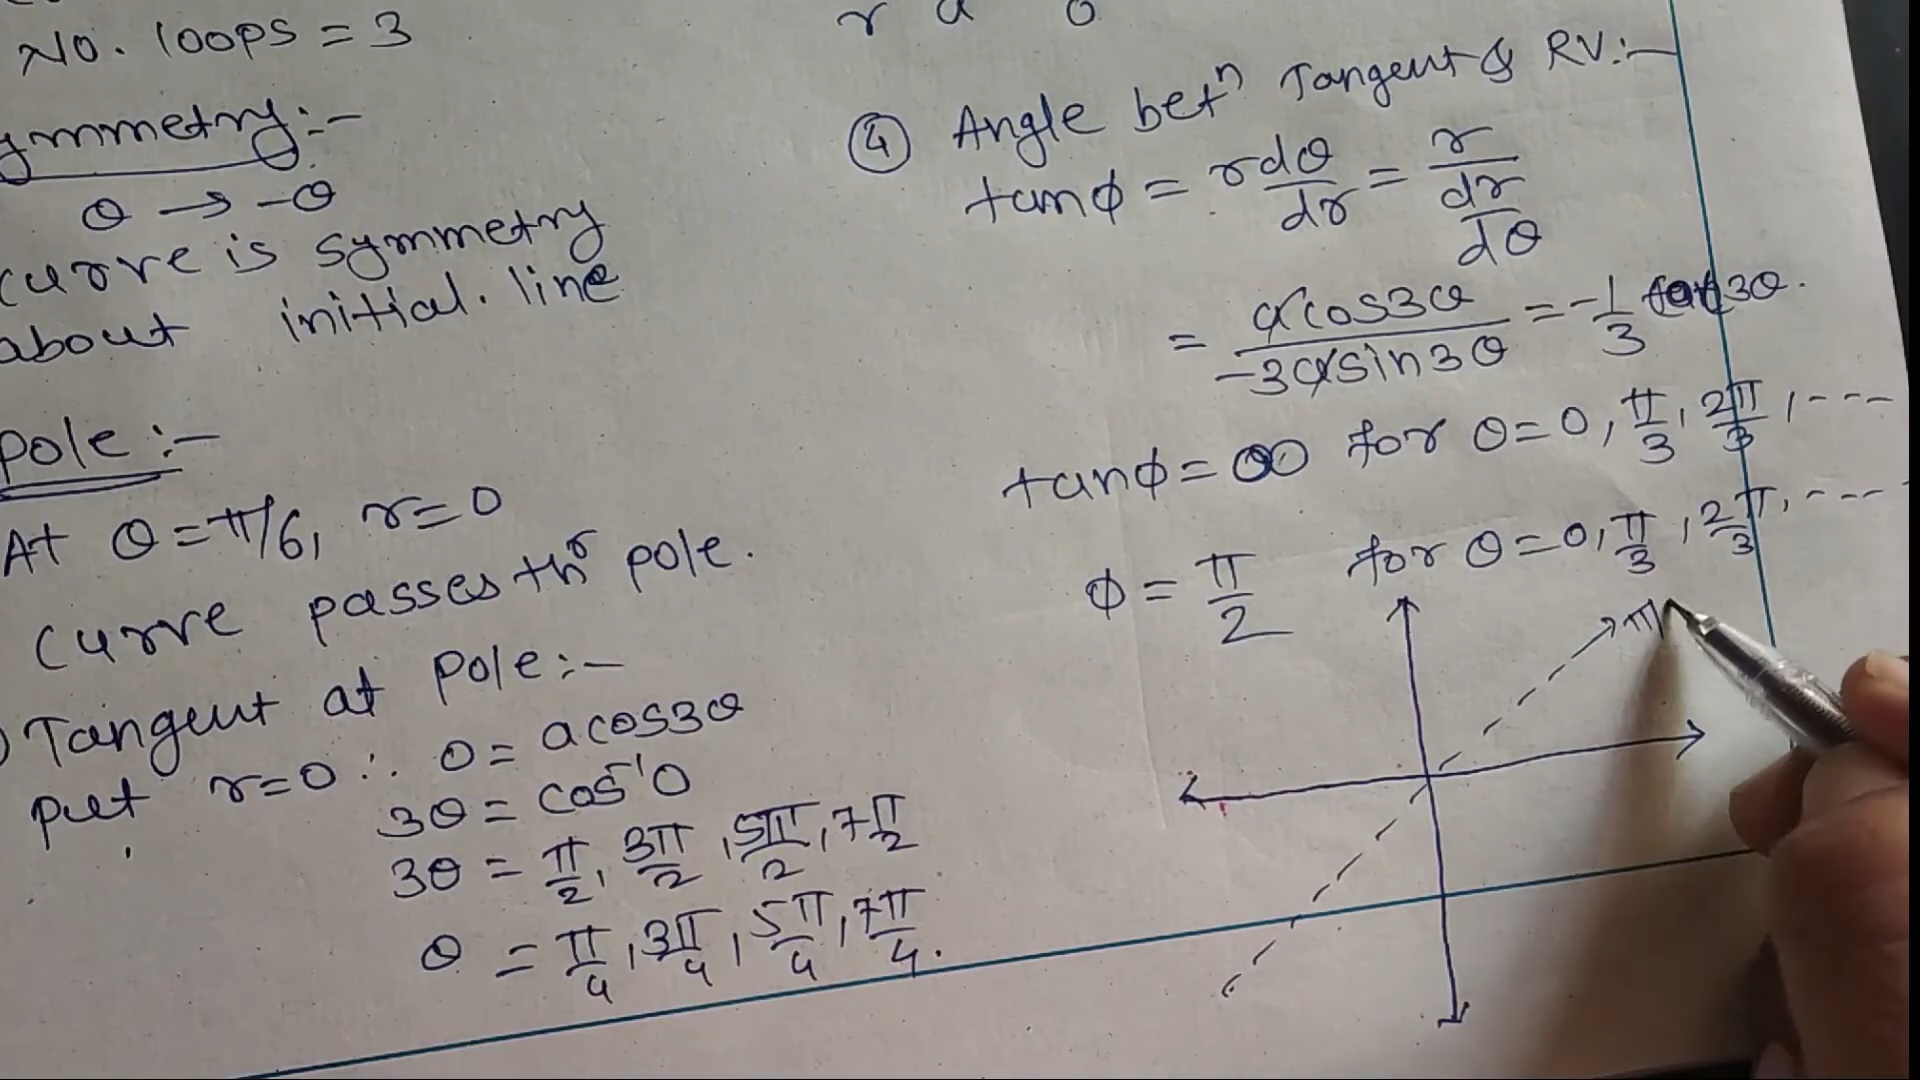 No. loops = 3
ymmetry:-
θ → -θ
curve is symmetry
about initial. line
pole:-
At θ = π/6, r = 0
curve passes thr pole.
Tangent at pole:-
put r=0 ∴ 0 = a cos3θ
3θ = cos⁻¹0
3θ = π/2, 3π/2, 5π/2, 7π/2
θ = π/4, 3π/4, 5π/4, 7π/4.
r a 0
④ Angle betⁿ Tangent & RV:-
tanϕ = r dθ/dr = r/(dr/dθ)
= a cos3θ/-3a sin3θ = -1/3 cot3θ.
tanϕ = ∞ for θ = 0, π/3, 2π/3, ---
ϕ = π/2 for θ = 0, π/3, 2π/3, ---
π/